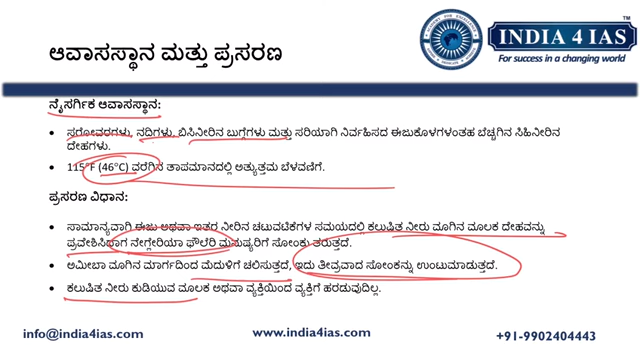 ಆವಾಸಸ್ಥಾನ ಮತ್ತು ಪ್ರಸರಣ
INDIA 4 IAS
For success in a changing world
ನೈಸರ್ಗಿಕ ಆವಾಸಸ್ಥಾನ:
• ಸರೋವರಗಳು, ನದಿಗಳು, ಬಿಸಿನೀರಿನ ಬುಗ್ಗೆಗಳು ಮತ್ತು ಸರಿಯಾಗಿ ನಿರ್ವಹಿಸದ ಈಜುಕೊಳಗಳಂತಹ ಬೆಚ್ಚಗಿನ ಸಿಹಿನೀರಿನ
ದೇಹಗಳು.
• 115°F (46°C) ವರೆಗಿನ ತಾಪಮಾನದಲ್ಲಿ ಅತ್ಯುತ್ತಮ ಬೆಳವಣಿಗೆ.
ಪ್ರಸರಣ ವಿಧಾನ:
• ಸಾಮಾನ್ಯವಾಗಿ ಈಜು ಅಥವಾ ಇತರ ನೀರಿನ ಚಟುವಟಿಕೆಗಳ ಸಮಯದಲ್ಲಿ ಕಲುಷಿತ ನೀರು ಮೂಗಿನ ಮೂಲಕ ದೇಹವನ್ನು
ಪ್ರವೇಶಿಸಿದಾಗ ನೇಗ್ಲೇರಿಯಾ ಫೌಲೆರಿ ಮನುಷ್ಯರಿಗೆ ಸೋಂಕು ತರುತ್ತದೆ.
• ಅಮೀಬಾ ಮೂಗಿನ ಮಾರ್ಗದಿಂದ ಮೆದುಳಿಗೆ ಚಲಿಸುತ್ತದೆ, ಇದು ತೀವ್ರವಾದ ಸೋಂಕನ್ನು ಉಂಟುಮಾಡುತ್ತದೆ.
• ಕಲುಷಿತ ನೀರು ಕುಡಿಯುವ ಮೂಲಕ ಅಥವಾ ವ್ಯಕ್ತಿಯಿಂದ ವ್ಯಕ್ತಿಗೆ ಹರಡುವುದಿಲ್ಲ.
info@india4ias.com
www.india4ias.com
+91-9902404443